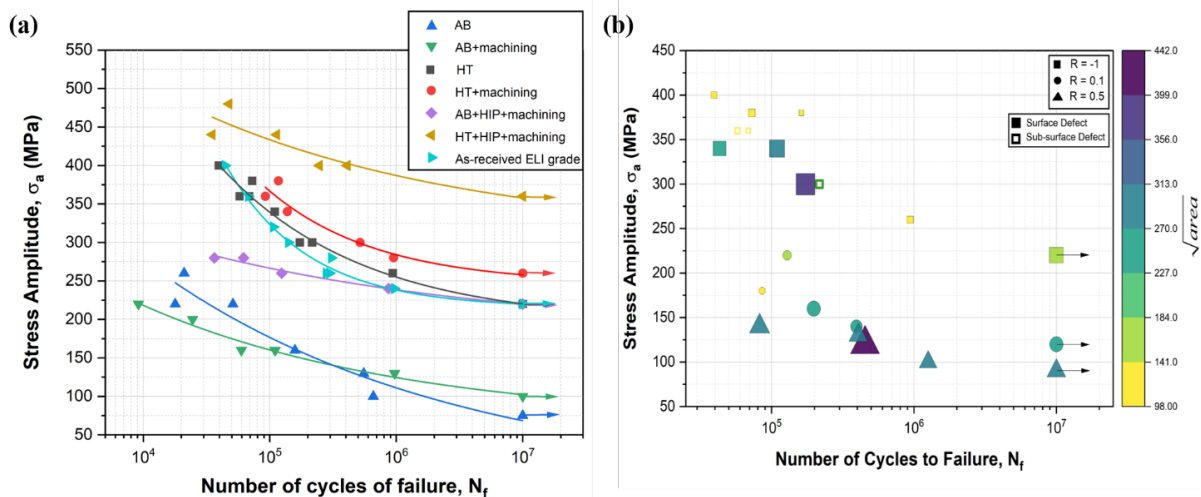 (a)
Stress Amplitude, σa (MPa)
550
500
450
400
350
300
250
200
150
100
50
10^4
10^5
10^6
10^7
Number of cycles of failure, Nf
AB
AB+machining
HT
HT+machining
AB+HIP+machining
HT+HIP+machining
As-received ELI grade
(b)
Stress Amplitude, σa (MPa)
450
400
350
300
250
200
150
100
50
10^5
10^6
10^7
Number of Cycles to Failure, Nf
R = -1
R = 0.1
R = 0.5
Surface Defect
Sub-surface Defect
442.0
399.0
356.0
313.0
270.0
227.0
184.0
141.0
98.00
√area